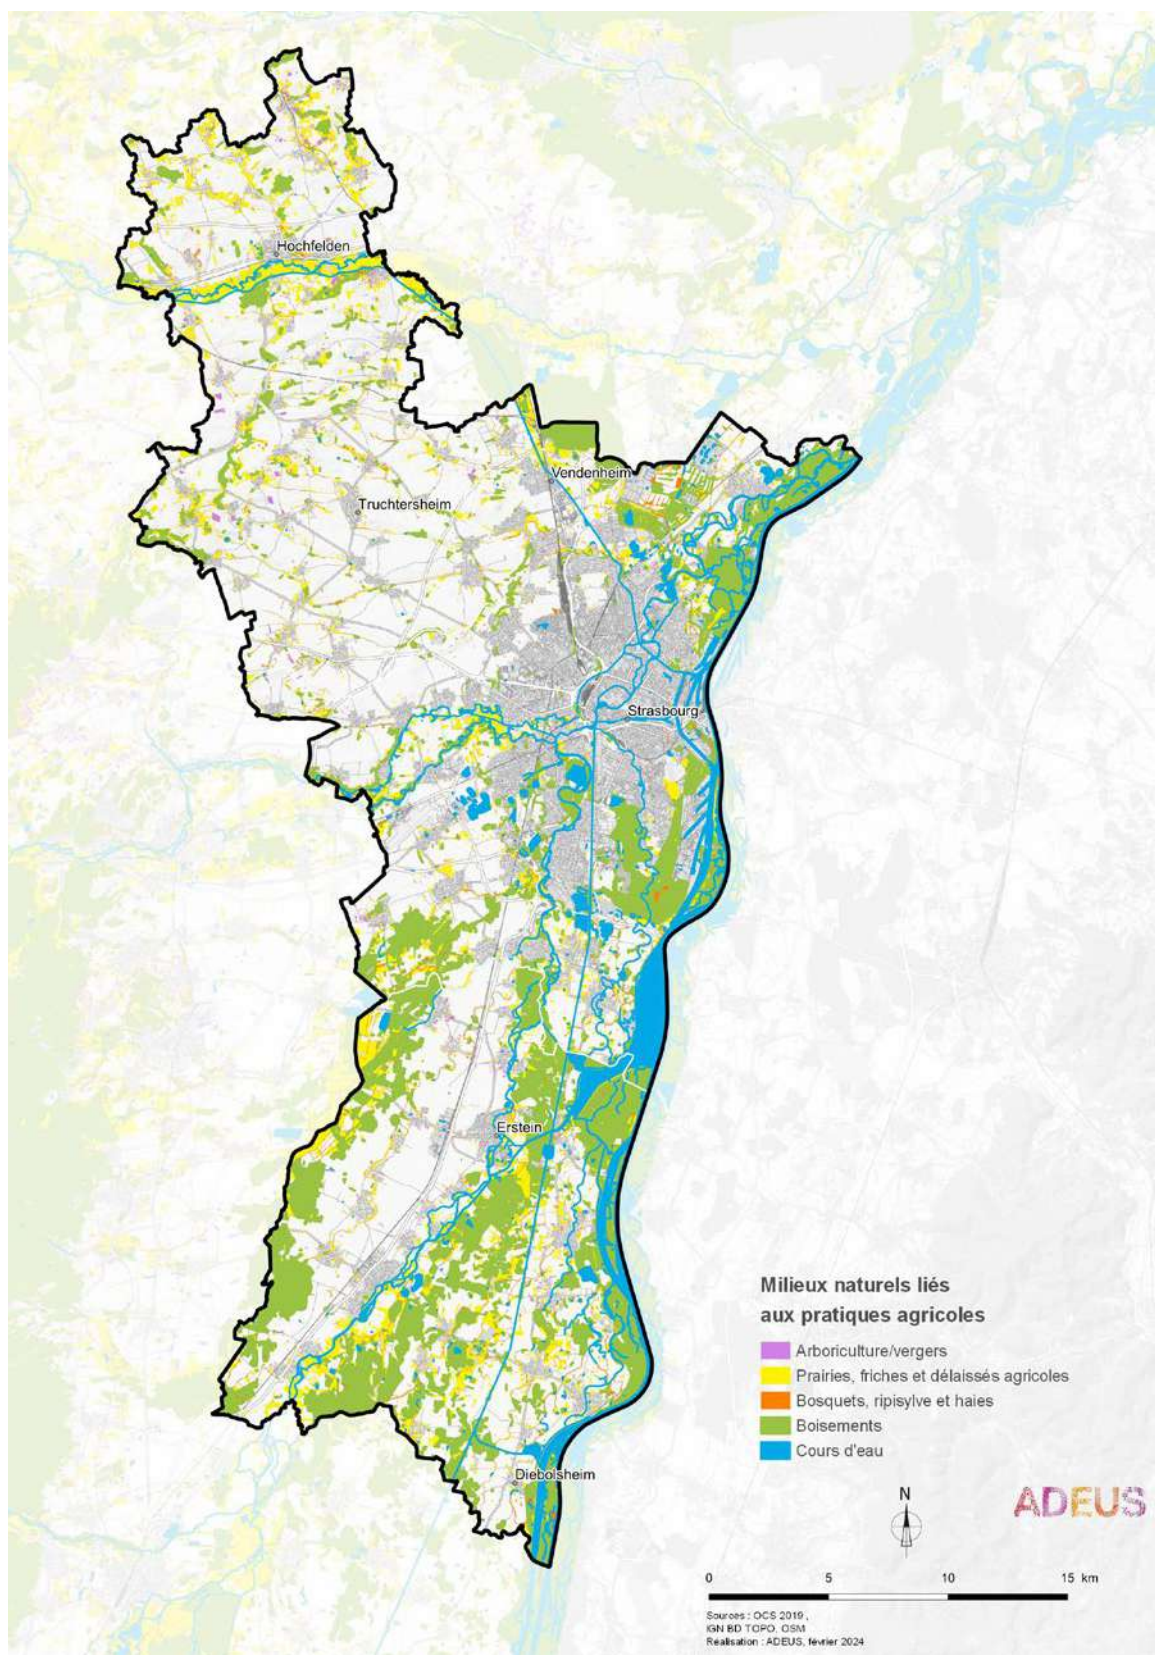 Hochfelden
Vendenheim
Truchtersheim
Strasbourg
Erstein
Diebolsheim
Milieux naturels liés
aux pratiques agricoles
Arboriculture/vergers
Prairies, friches et délaissés agricoles
Bosquets, ripisylve et haies
Boisements
Cours d'eau
N
ADEUS
0 5 10 15 km
Sources : OCS 2019 ,
IGN BD TOPO, OSM
Réalisation : ADEUS, février 2024